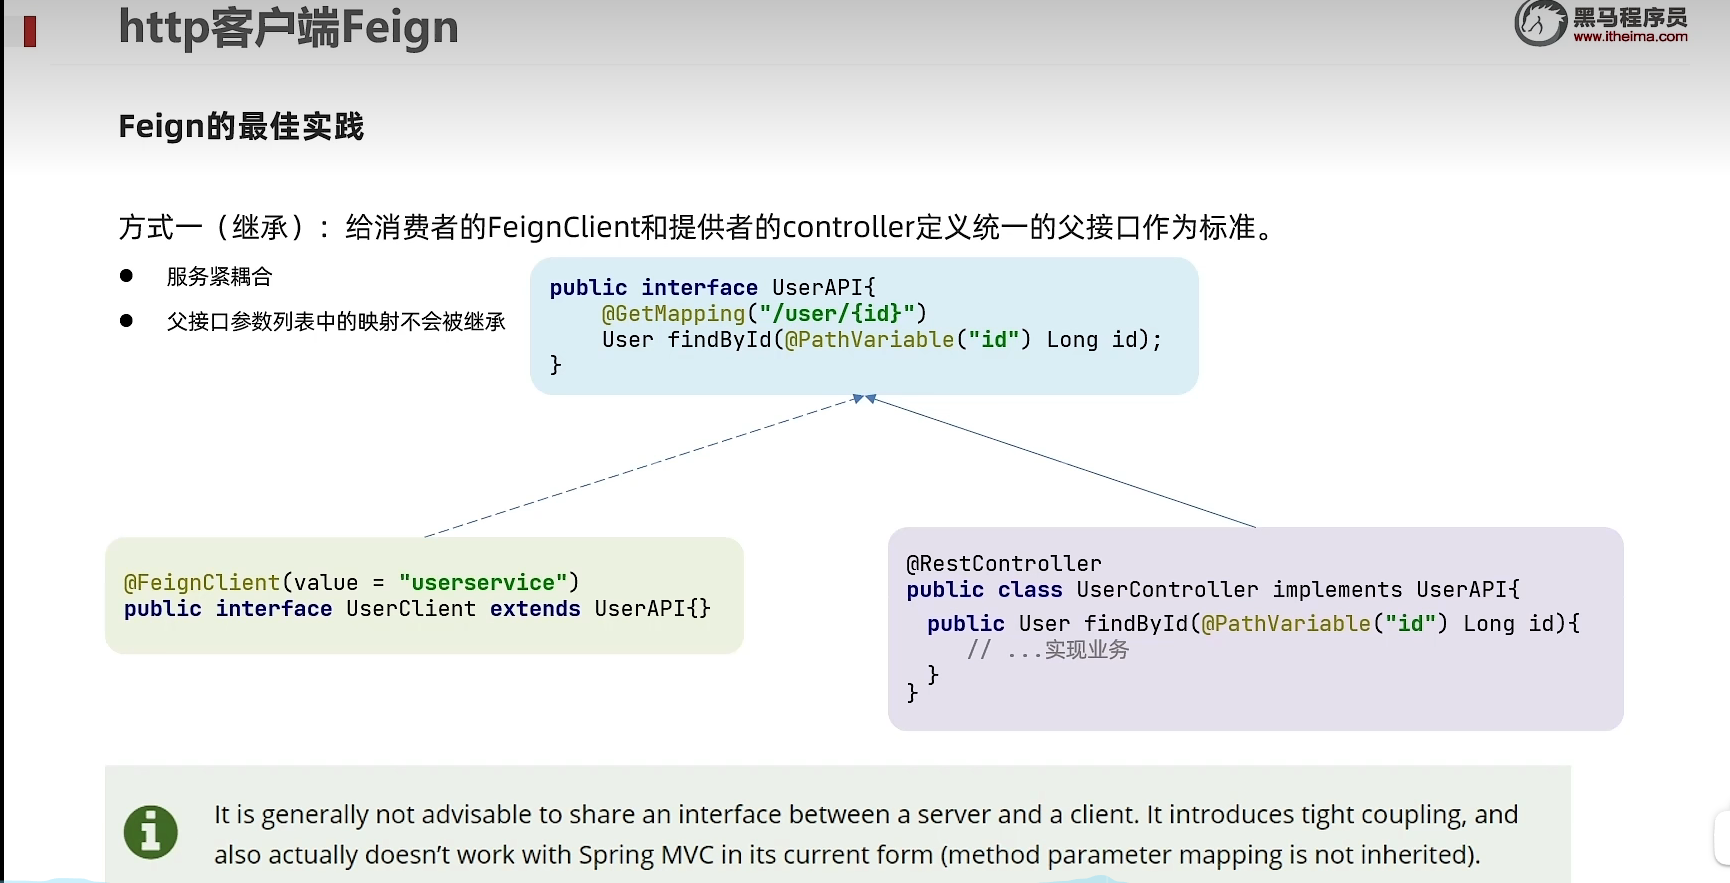 http客户端Feign
黑马程序员
www.itheima.com
Feign的最佳实践
方式一（继承）：给消费者的FeignClient和提供者的controller定义统一的父接口作为标准。
● 服务紧耦合
● 父接口参数列表中的映射不会被继承
public interface UserAPI{
@GetMapping("/user/{id}")
User findById(@PathVariable("id") Long id);
}
@FeignClient(value = "userservice")
public interface UserClient extends UserAPI{}
@RestController
public class UserController implements UserAPI{
public User findById(@PathVariable("id") Long id){
// ...实现业务
}
}
It is generally not advisable to share an interface between a server and a client. It introduces tight coupling, and
also actually doesn’t work with Spring MVC in its current form (method parameter mapping is not inherited).